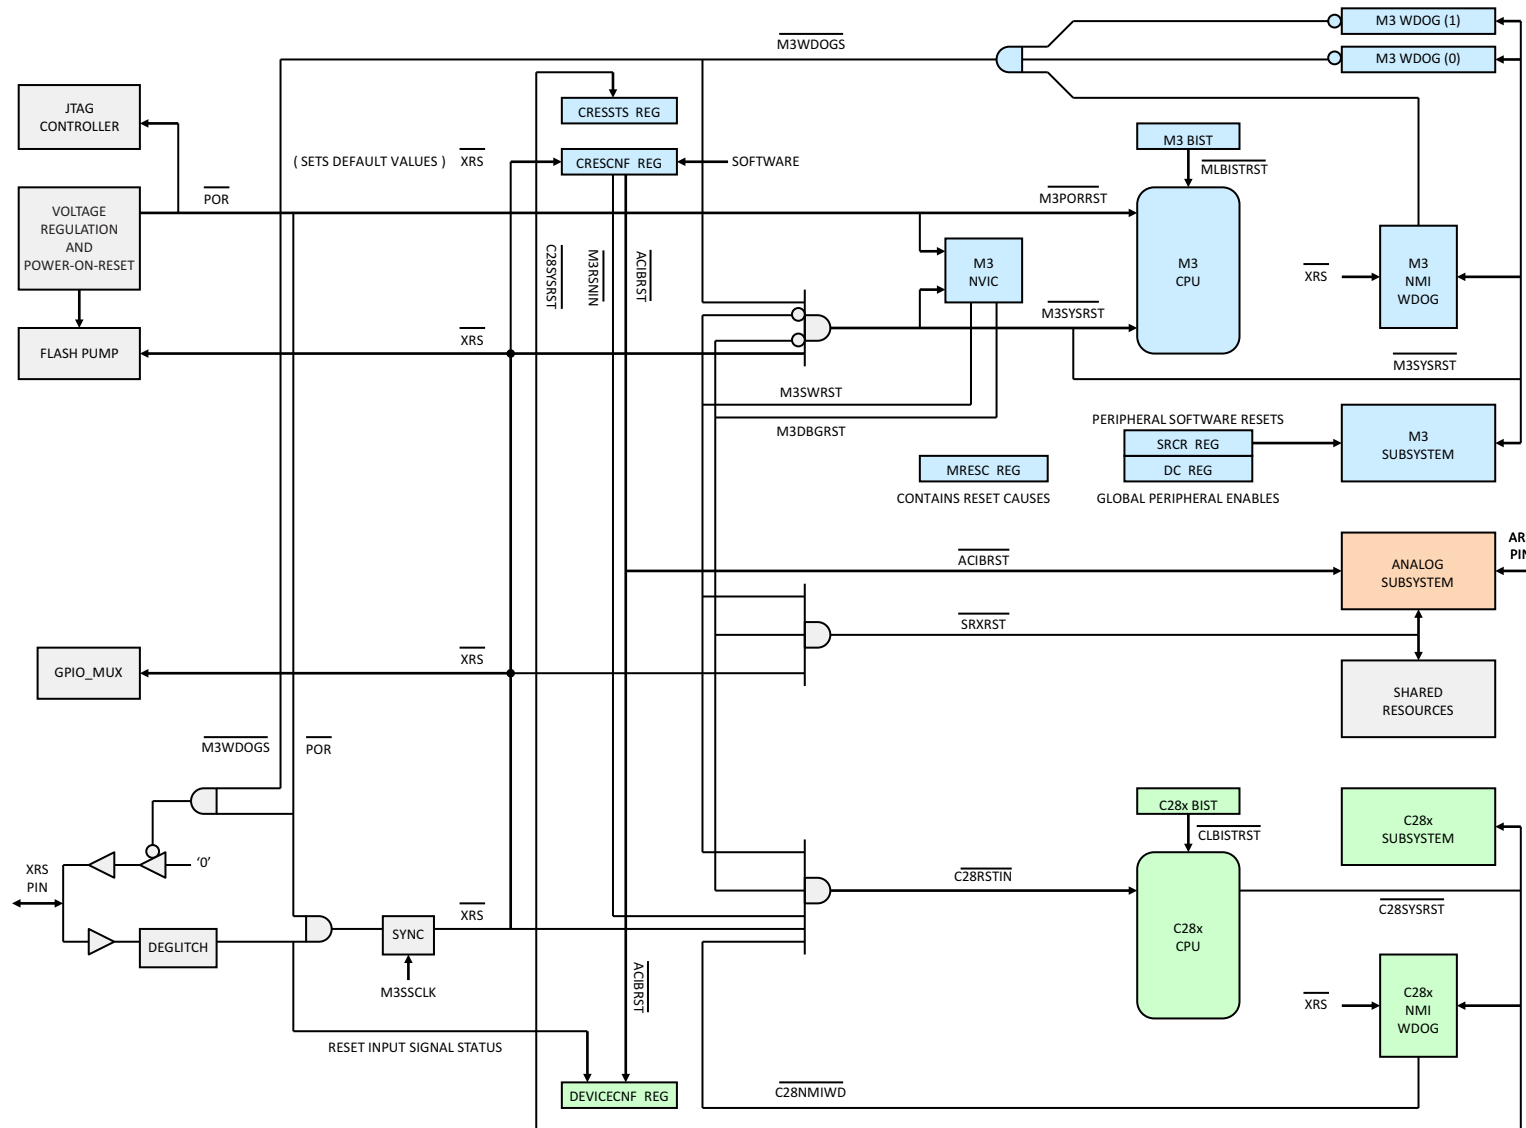 M3 WDOG (1)
M3WDOGS
M3 WDOG (0)
JTAG
CONTROLLER
CRESSTS REG
M3 BIST
( SETS DEFAULT VALUES )
XRS
CRESCNF REG
SOFTWARE
MLBISTRST
POR
M3PORRST
VOLTAGE
REGULATION
AND
POWER-ON-RESET
C28SYSRST
M3RSNIN
ACIBRST
M3
NVIC
M3
CPU
XRS
M3
NMI
WDOG
M3SYSRST
FLASH PUMP
XRS
M3SYSRST
M3SWRST
M3DBGRST
PERIPHERAL SOFTWARE RESETS
SRCR REG
M3
SUBSYSTEM
MRESC REG
DC REG
CONTAINS RESET CAUSES
GLOBAL PERIPHERAL ENABLES
AR
PIN
ACIBRST
ANALOG
SUBSYSTEM
SRXRST
GPIO_MUX
XRS
SHARED
RESOURCES
M3WDOGS
POR
C28x BIST
CLBISTRST
C28x
SUBSYSTEM
'0'
XRS
PIN
C28RSTIN
C28SYSRST
XRS
DEGLITCH
SYNC
C28x
CPU
M3SSCLK
ACIBRST
XRS
C28x
NMI
WDOG
RESET INPUT SIGNAL STATUS
DEVICECNF REG
C28NMIWD